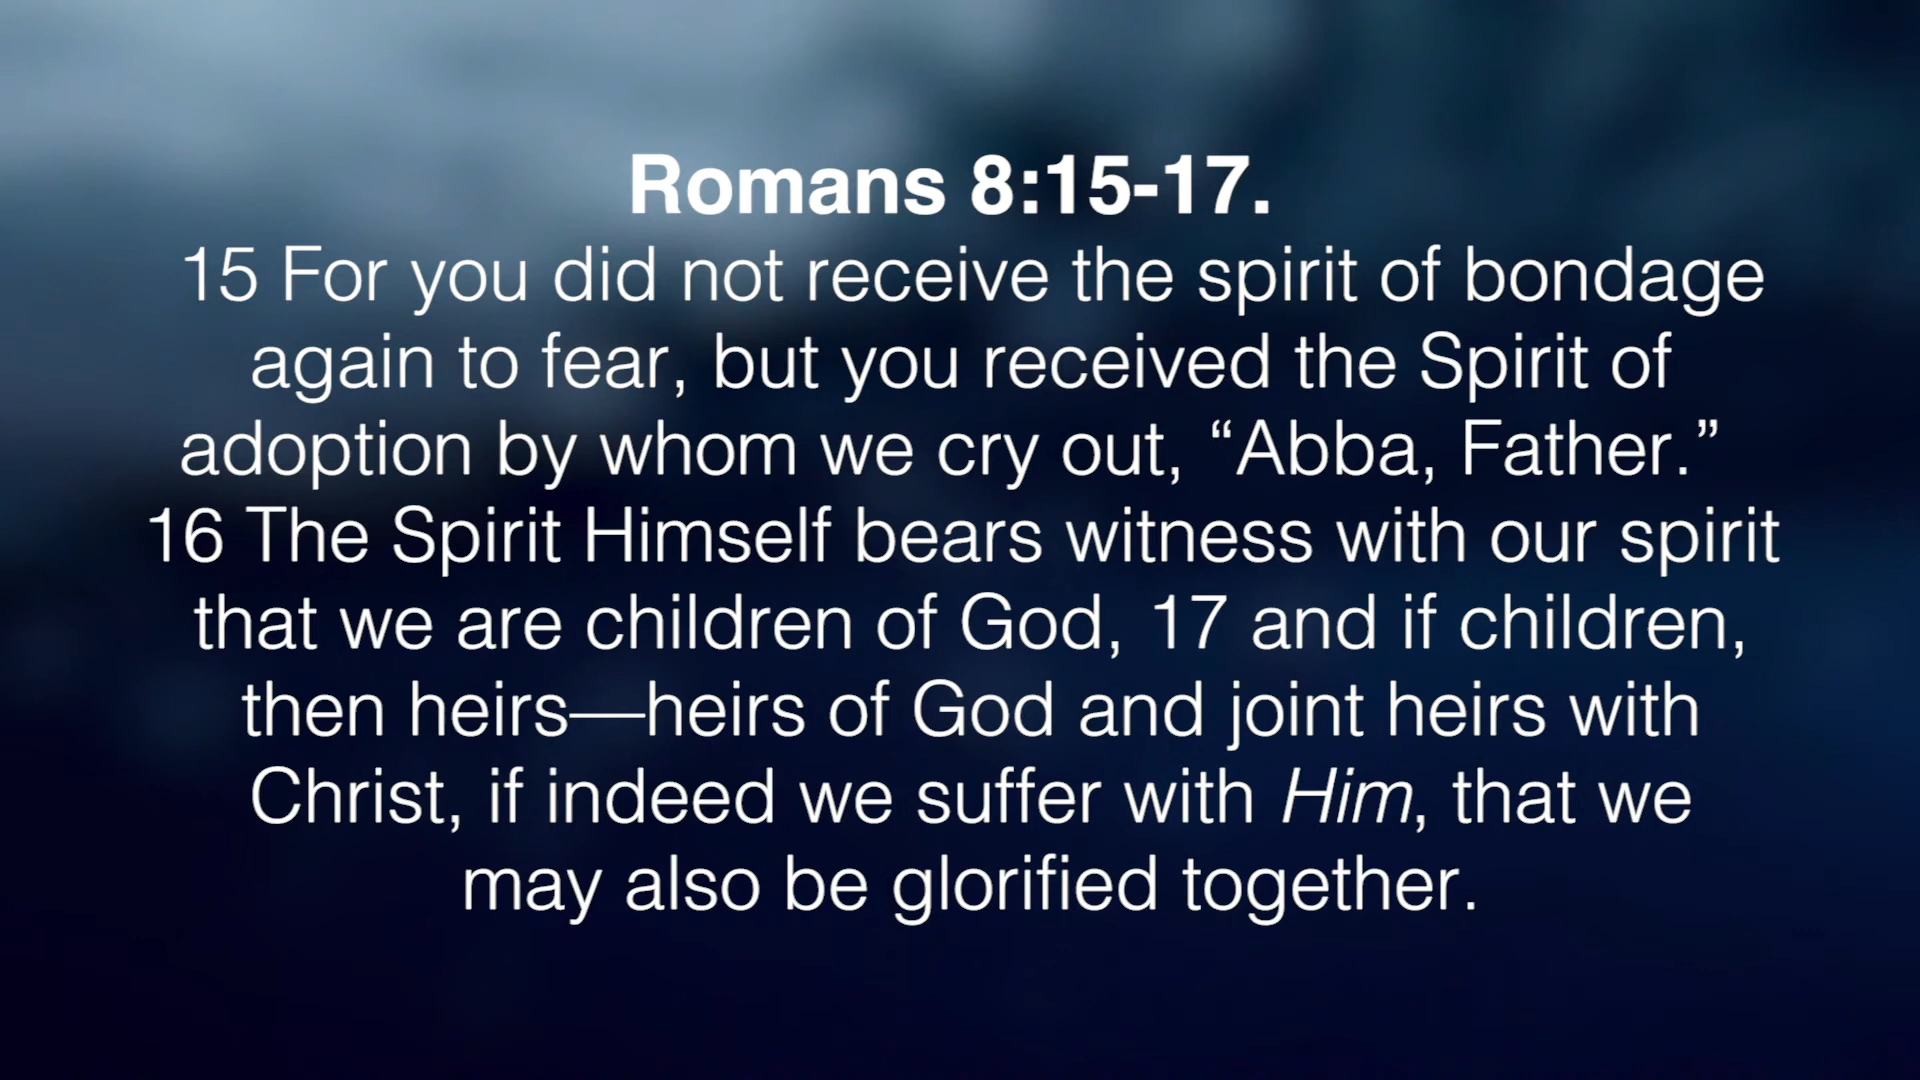 Romans 8:15-17.
15 For you did not receive the spirit of bondage
again to fear, but you received the Spirit of
adoption by whom we cry out, “Abba, Father.”
16 The Spirit Himself bears witness with our spirit
that we are children of God, 17 and if children,
then heirs—heirs of God and joint heirs with
Christ, if indeed we suffer with Him, that we
may also be glorified together.